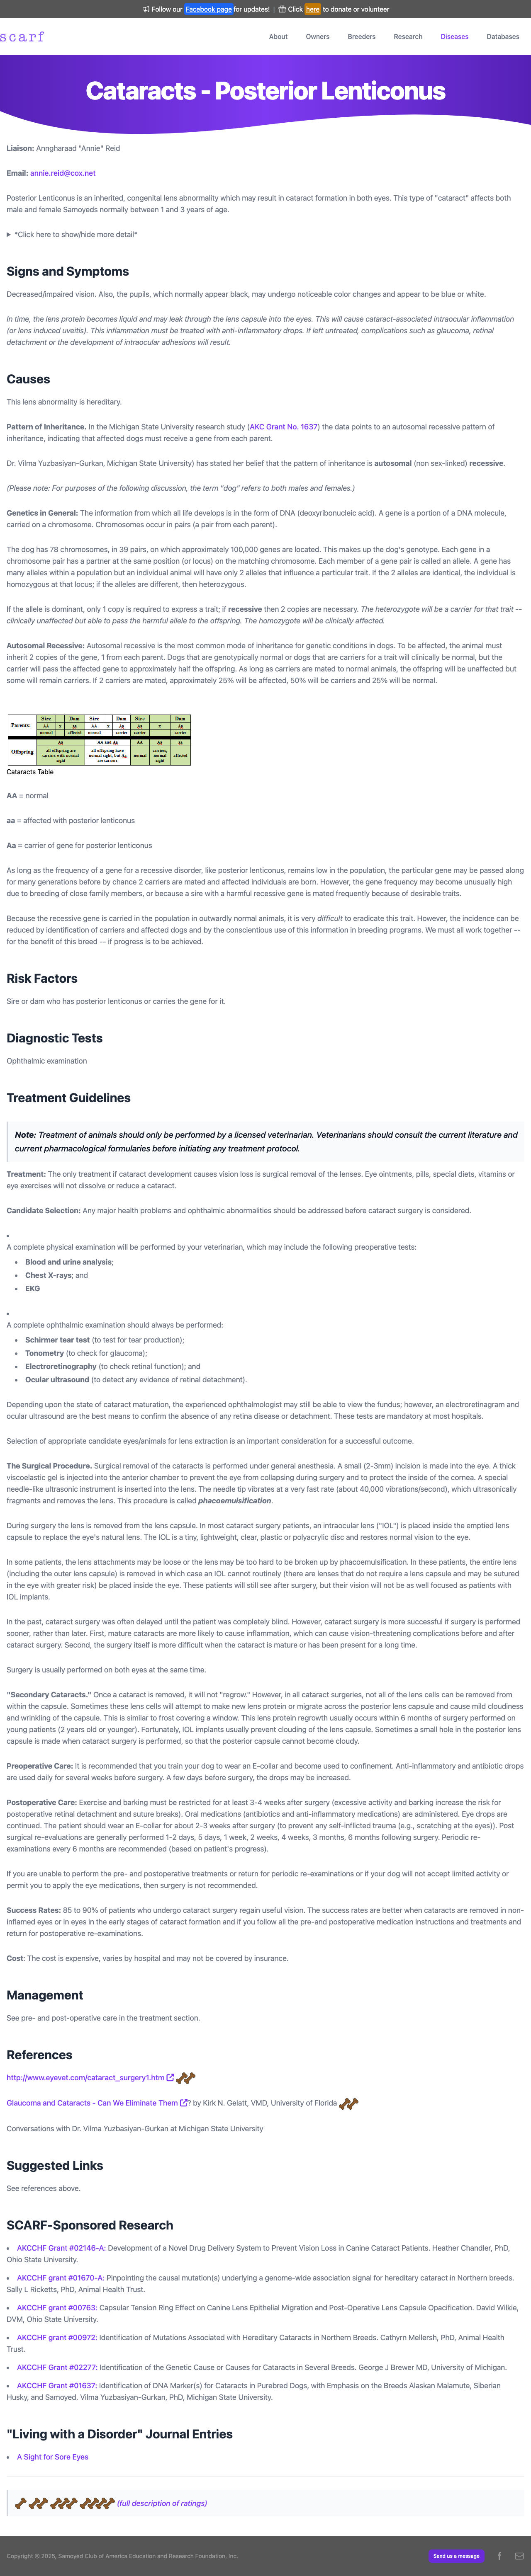 Follow our Facebook page for updates! | Click here to donate or volunteer
scarf
About Owners Breeders Research Diseases Databases
Cataracts - Posterior Lenticonus
Liaison: Anngharaad "Annie" Reid
Email: annie.reid@cox.net
Posterior Lenticonus is an inherited, congenital lens abnormality which may result in cataract formation in both eyes. This type of "cataract" affects both
male and female Samoyeds normally between 1 and 3 years of age.
*Click here to show/hide more detail*
Signs and Symptoms
Decreased/impaired vision. Also, the pupils, which normally appear black, may undergo noticeable color changes and appear to be blue or white.
In time, the lens protein becomes liquid and may leak through the lens capsule into the eyes. This will cause cataract-associated intraocular inflammation
(or lens induced uveitis). This inflammation must be treated with anti-inflammatory drops. If left untreated, complications such as glaucoma, retinal
detachment or the development of intraocular adhesions will result.
Causes
This lens abnormality is hereditary.
Pattern of Inheritance. In the Michigan State University research study (AKC Grant No. 1637) the data points to an autosomal recessive pattern of
inheritance, indicating that affected dogs must receive a gene from each parent.
Dr. Vilma Yuzbasiyan-Gurkan, Michigan State University) has stated her belief that the pattern of inheritance is autosomal (non sex-linked) recessive.
(Please note: For purposes of the following discussion, the term "dog" refers to both males and females.)
Genetics in General: The information from which all life develops is in the form of DNA (deoxyribonucleic acid). A gene is a portion of a DNA molecule,
carried on a chromosome. Chromosomes occur in pairs (a pair from each parent).
The dog has 78 chromosomes, in 39 pairs, on which approximately 100,000 genes are located. This makes up the dog's genotype. Each gene in a
chromosome pair has a partner at the same position (or locus) on the matching chromosome. Each member of a gene pair is called an allele. A gene has
many alleles within a population but an individual animal will have only 2 alleles that influence a particular trait. If the 2 alleles are identical, the individual is
homozygous at that locus; if the alleles are different, then heterozygous.
If the allele is dominant, only 1 copy is required to express a trait; if recessive then 2 copies are necessary. The heterozygote will be a carrier for that trait --
clinically unaffected but able to pass the harmful allele to the offspring. The homozygote will be clinically affected.
Autosomal Recessive: Autosomal recessive is the most common mode of inheritance for genetic conditions in dogs. To be affected, the animal must
inherit 2 copies of the gene, 1 from each parent. Dogs that are genotypically normal or dogs that are carriers for a trait will clinically be normal, but the
carrier will pass the affected gene to approximately half the offspring. As long as carriers are mated to normal animals, the offspring will be unaffected but
some will remain carriers. If 2 carriers are mated, approximately 25% will be affected, 50% will be carriers and 25% will be normal.
Parents: Sire Dam Sire Dam Sire Dam
AA x aa AA x Aa Aa x Aa
normal affected normal carrier carrier carrier
Offspring Aa AA and Aa AA Aa aa
all offspring are carriers with normal sight all offspring have normal sight, but Aa are carriers normal carriers, normal sight affected
Cataracts Table
AA = normal
aa = affected with posterior lenticonus
Aa = carrier of gene for posterior lenticonus
As long as the frequency of a gene for a recessive disorder, like posterior lenticonus, remains low in the population, the particular gene may be passed along
for many generations before by chance 2 carriers are mated and affected individuals are born. However, the gene frequency may become unusually high
due to breeding of close family members, or because a sire with a harmful recessive gene is mated frequently because of desirable traits.
Because the recessive gene is carried in the population in outwardly normal animals, it is very difficult to eradicate this trait. However, the incidence can be
reduced by identification of carriers and affected dogs and by the conscientious use of this information in breeding programs. We must all work together --
for the benefit of this breed -- if progress is to be achieved.
Risk Factors
Sire or dam who has posterior lenticonus or carries the gene for it.
Diagnostic Tests
Ophthalmic examination
Treatment Guidelines
Note: Treatment of animals should only be performed by a licensed veterinarian. Veterinarians should consult the current literature and
current pharmacological formularies before initiating any treatment protocol.
Treatment: The only treatment if cataract development causes vision loss is surgical removal of the lenses. Eye ointments, pills, special diets, vitamins or
eye exercises will not dissolve or reduce a cataract.
Candidate Selection: Any major health problems and ophthalmic abnormalities should be addressed before cataract surgery is considered.
•
A complete physical examination will be performed by your veterinarian, which may include the following preoperative tests:
• Blood and urine analysis;
• Chest X-rays; and
• EKG
•
A complete ophthalmic examination should always be performed:
• Schirmer tear test (to test for tear production);
• Tonometry (to check for glaucoma);
• Electroretinography (to check retinal function); and
• Ocular ultrasound (to detect any evidence of retinal detachment).
Depending upon the state of cataract maturation, the experienced ophthalmologist may still be able to view the fundus; however, an electroretinagram and
ocular ultrasound are the best means to confirm the absence of any retina disease or detachment. These tests are mandatory at most hospitals.
Selection of appropriate candidate eyes/animals for lens extraction is an important consideration for a successful outcome.
The Surgical Procedure. Surgical removal of the cataracts is performed under general anesthesia. A small (2-3mm) incision is made into the eye. A thick
viscoelastic gel is injected into the anterior chamber to prevent the eye from collapsing during surgery and to protect the inside of the cornea. A special
needle-like ultrasonic instrument is inserted into the lens. The needle tip vibrates at a very fast rate (about 40,000 vibrations/second), which ultrasonically
fragments and removes the lens. This procedure is called phacoemulsification.
During surgery the lens is removed from the lens capsule. In most cataract surgery patients, an intraocular lens ("IOL") is placed inside the emptied lens
capsule to replace the eye's natural lens. The IOL is a tiny, lightweight, clear, plastic or polyacrylic disc and restores normal vision to the eye.
In some patients, the lens attachments may be loose or the lens may be too hard to be broken up by phacoemulsification. In these patients, the entire lens
(including the outer lens capsule) is removed in which case an IOL cannot routinely (there are lenses that do not require a lens capsule and may be sutured
in the eye with greater risk) be placed inside the eye. These patients will still see after surgery, but their vision will not be as well focused as patients with
IOL implants.
In the past, cataract surgery was often delayed until the patient was completely blind. However, cataract surgery is more successful if surgery is performed
sooner, rather than later. First, mature cataracts are more likely to cause inflammation, which can cause vision-threatening complications before and after
cataract surgery. Second, the surgery itself is more difficult when the cataract is mature or has been present for a long time.
Surgery is usually performed on both eyes at the same time.
"Secondary Cataracts." Once a cataract is removed, it will not "regrow." However, in all cataract surgeries, not all of the lens cells can be removed from
within the capsule. Sometimes these lens cells will attempt to make new lens protein or migrate across the posterior lens capsule and cause mild cloudiness
and wrinkling of the capsule. This is similar to frost covering a window. This lens protein regrowth usually occurs within 6 months of surgery performed on
young patients (2 years old or younger). Fortunately, IOL implants usually prevent clouding of the lens capsule. Sometimes a small hole in the posterior lens
capsule is made when cataract surgery is performed, so that the posterior capsule cannot become cloudy.
Preoperative Care: It is recommended that you train your dog to wear an E-collar and become used to confinement. Anti-inflammatory and antibiotic drops
are used daily for several weeks before surgery. A few days before surgery, the drops may be increased.
Postoperative Care: Exercise and barking must be restricted for at least 3-4 weeks after surgery (excessive activity and barking increase the risk for
postoperative retinal detachment and suture breaks). Oral medications (antibiotics and anti-inflammatory medications) are administered. Eye drops are
continued. The patient should wear an E-collar for about 2-3 weeks after surgery (to prevent any self-inflicted trauma (e.g., scratching at the eyes)). Post
surgical re-evaluations are generally performed 1-2 days, 5 days, 1 week, 2 weeks, 4 weeks, 3 months, 6 months following surgery. Periodic re-
examinations every 6 months are recommended (based on patient's progress).
If you are unable to perform the pre- and postoperative treatments or return for periodic re-examinations or if your dog will not accept limited activity or
permit you to apply the eye medications, then surgery is not recommended.
Success Rates: 85 to 90% of patients who undergo cataract surgery regain useful vision. The success rates are better when cataracts are removed in non-
inflamed eyes or in eyes in the early stages of cataract formation and if you follow all the pre-and postoperative medication instructions and treatments and
return for postoperative re-examinations.
Cost: The cost is expensive, varies by hospital and may not be covered by insurance.
Management
See pre- and post-operative care in the treatment section.
References
http://www.eyevet.com/cataract_surgery1.htm
Glaucoma and Cataracts - Can We Eliminate Them ? by Kirk N. Gelatt, VMD, University of Florida
Conversations with Dr. Vilma Yuzbasiyan-Gurkan at Michigan State University
Suggested Links
See references above.
SCARF-Sponsored Research
• AKCCHF Grant #02146-A: Development of a Novel Drug Delivery System to Prevent Vision Loss in Canine Cataract Patients. Heather Chandler, PhD,
Ohio State University.
• AKCCHF grant #01670-A: Pinpointing the causal mutation(s) underlying a genome-wide association signal for hereditary cataract in Northern breeds.
Sally L Ricketts, PhD, Animal Health Trust.
• AKCCHF grant #00763: Capsular Tension Ring Effect on Canine Lens Epithilial Migration and Post-Operative Lens Capsule Opacification. David Wilkie,
DVM, Ohio State University.
• AKCCHF grant #00972: Identification of Mutations Associated with Hereditary Cataracts in Northern Breeds. Cathyrn Mellersh, PhD, Animal Health
Trust.
• AKCCHF Grant #02277: Identification of the Genetic Cause or Causes for Cataracts in Several Breeds. George J Brewer MD, University of Michigan.
• AKCCHF Grant #01637: Identification of DNA Marker(s) for Cataracts in Purebred Dogs, with Emphasis on the Breeds Alaskan Malamute, Siberian
Husky, and Samoyed. Vilma Yuzbasiyan-Gurkan, PhD, Michigan State University.
"Living with a Disorder" Journal Entries
• A Sight for Sore Eyes
(full description of ratings)
Copyright © 2025, Samoyed Club of America Education and Research Foundation, Inc.
Send us a message